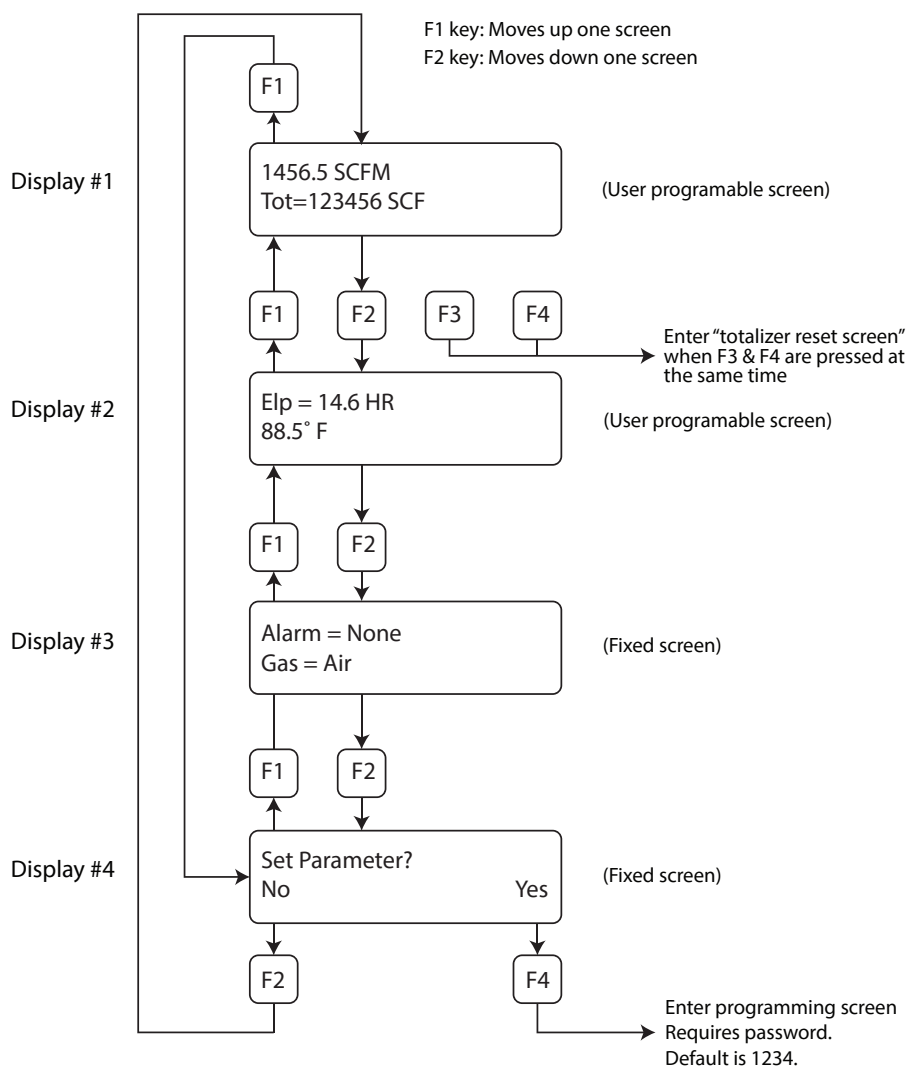 F1 key: Moves up one screen
F2 key: Moves down one screen
F1
Display #1
1456.5 SCFM
Tot=123456 SCF
(User programable screen)
F1
F2
F3
F4
Enter “totalizer reset screen”
when F3 & F4 are pressed at
the same time
Display #2
Elp = 14.6 HR
88.5° F
(User programable screen)
F1
F2
Display #3
Alarm = None
Gas = Air
(Fixed screen)
F1
F2
Display #4
Set Parameter?
No Yes
(Fixed screen)
F2
F4
Enter programming screen
Requires password.
Default is 1234.